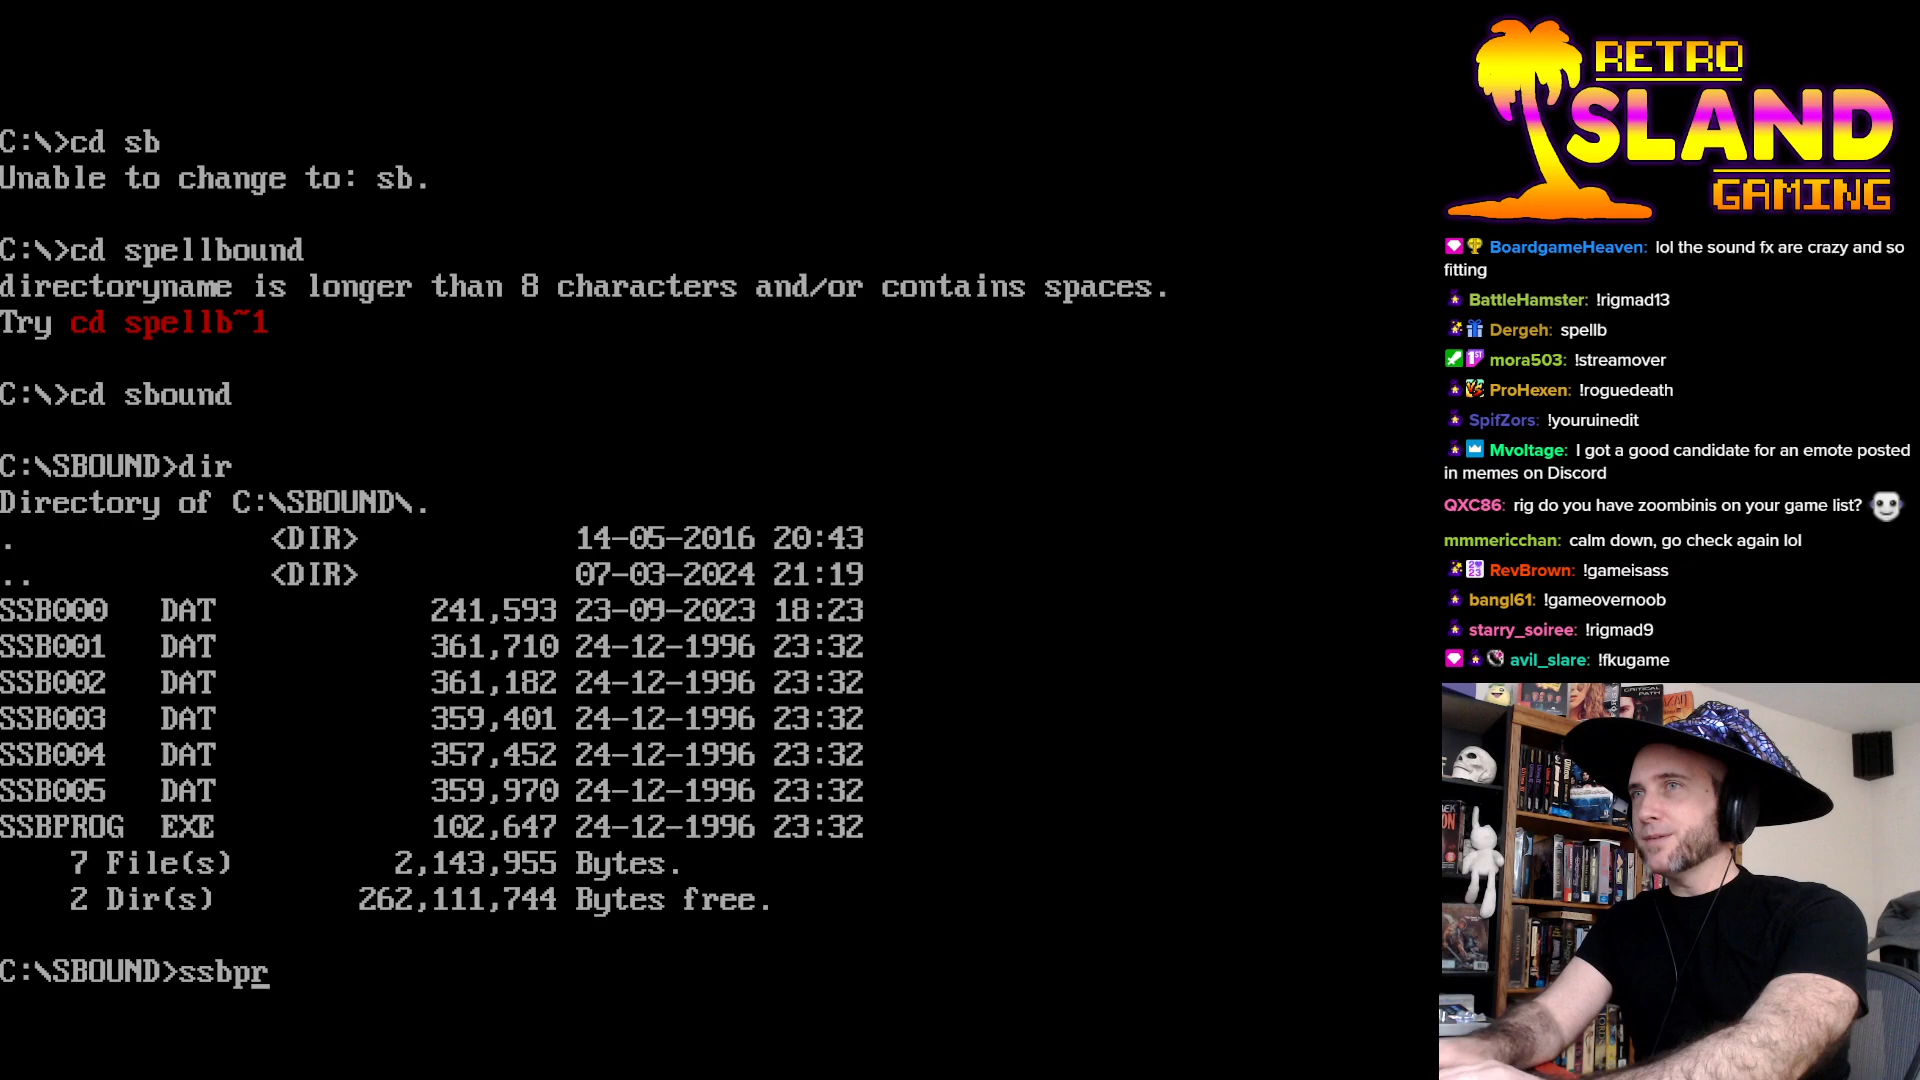 C:\>cd sb
Unable to change to: sb.
C:\>cd spellbound
directoryname is longer than 8 characters and/or contains spaces.
Try cd spellb~1
C:\>cd sbound
C:\SBOUND>dir
Directory of C:\SBOUND\.
. <DIR> 14-05-2016 20:43
.. <DIR> 07-03-2024 21:19
SSB000 DAT 241,593 23-09-2023 18:23
SSB001 DAT 361,710 24-12-1996 23:32
SSB002 DAT 361,182 24-12-1996 23:32
SSB003 DAT 359,401 24-12-1996 23:32
SSB004 DAT 357,452 24-12-1996 23:32
SSB005 DAT 359,970 24-12-1996 23:32
SSBPROG EXE 102,647 24-12-1996 23:32
7 File(s) 2,143,955 Bytes.
2 Dir(s) 262,111,744 Bytes free.
C:\SBOUND>ssbpr_
RETRO
ISLAND
GAMING
BoardgameHeaven: lol the sound fx are crazy and so
fitting
BattleHamster: !rigmad13
Dergeh: spellb
mora503: !streamover
ProHexen: !roguedeath
SpifZors: !youruinedit
Mvoltage: I got a good candidate for an emote posted
in memes on Discord
QXC86: rig do you have zoombinis on your game list?
mmmericchan: calm down, go check again lol
RevBrown: !gameisass
bangl61: !gameovernoob
starry_soiree: !rigmad9
avil_slare: !fkugame
CRITICAL
PATH